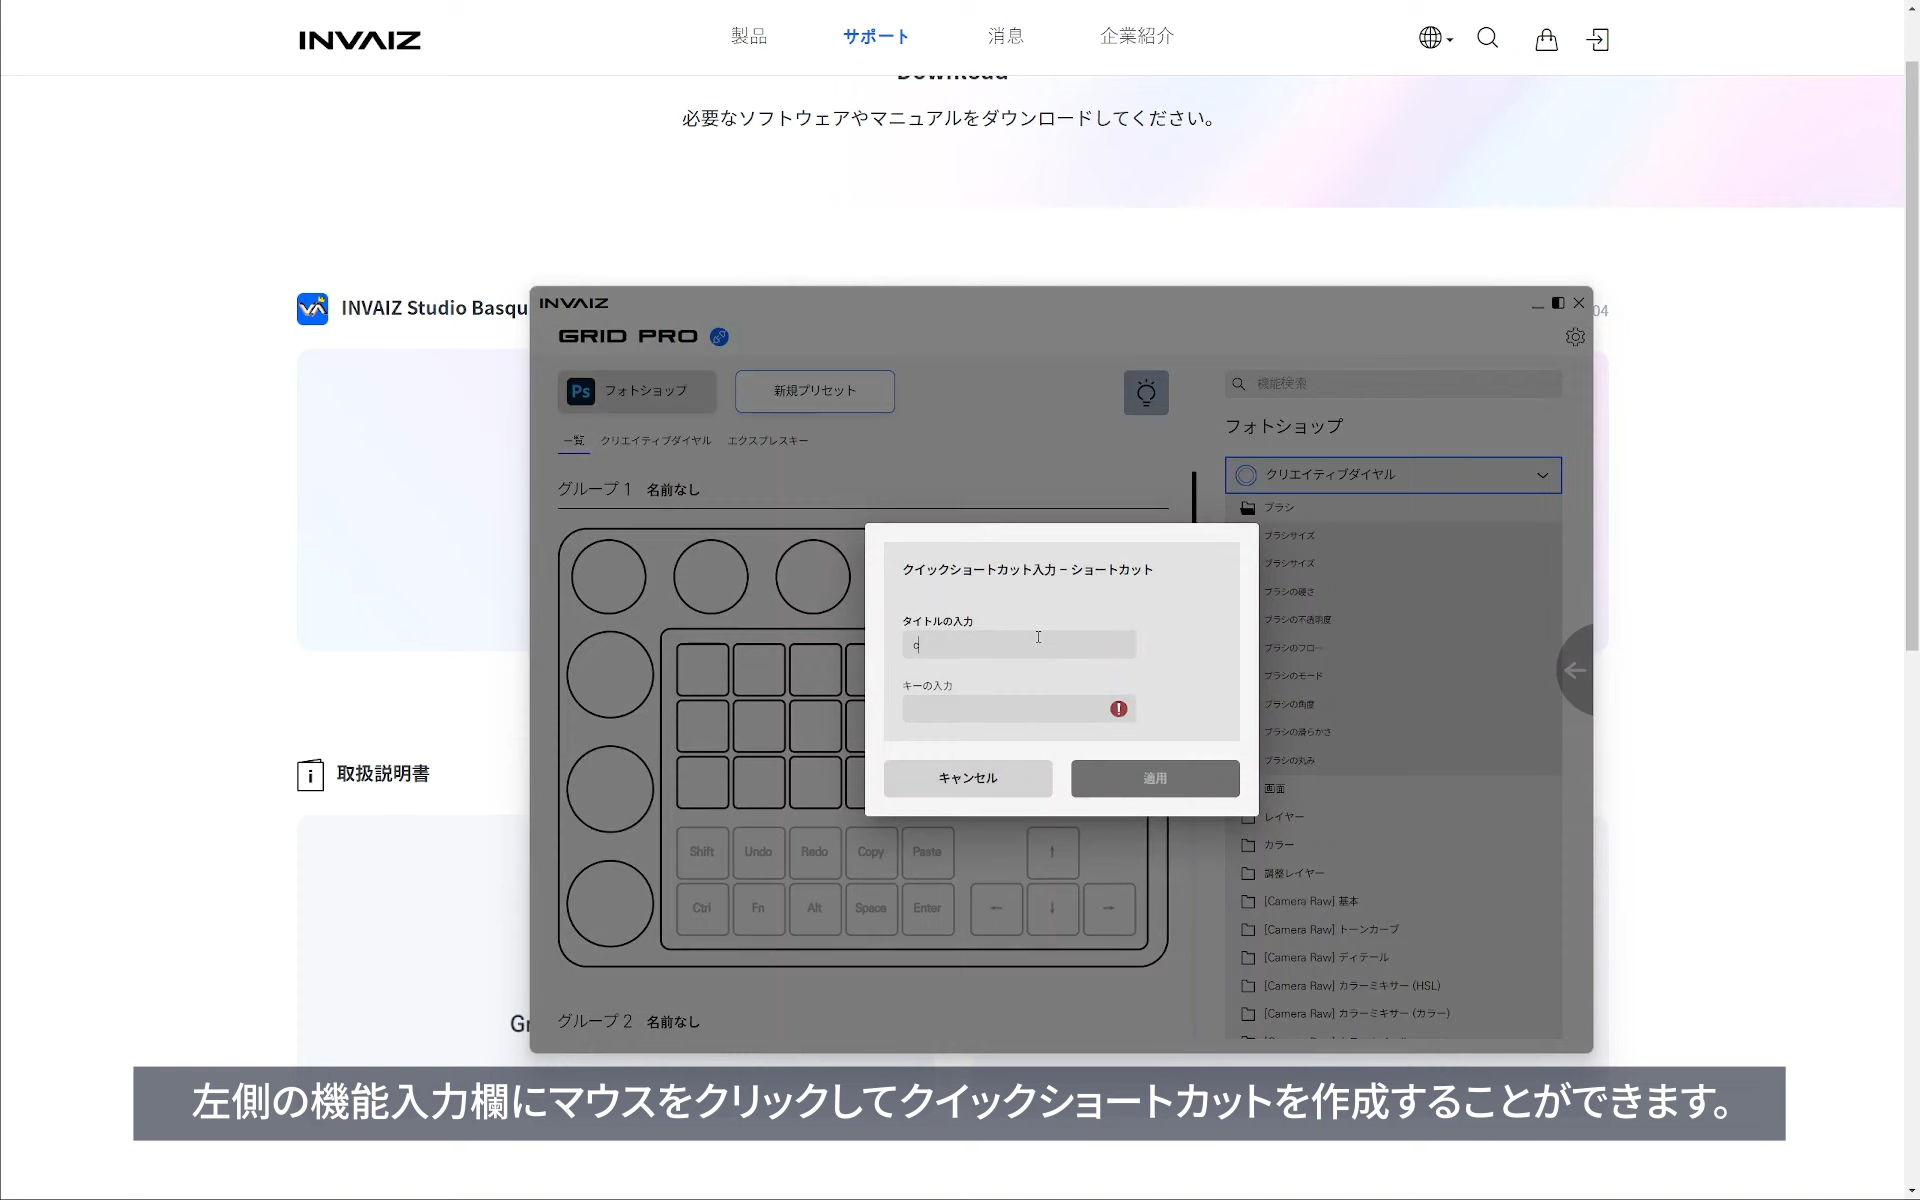 INVAIZ
製品
サポート
消息
企業紹介
Download
必要なソフトウェアやマニュアルをダウンロードしてください。
INVAIZ Studio Basqu
04
INVAIZ
GRID PRO
Ps フォトショップ
新規プリセット
機能検索
フォトショップ
一覧 クリエイティブダイヤル エクスプレスキー
クリエイティブダイヤル
グループ 1 名前なし
ブラシ
ブラシサイズ
ブラシサイズ
ブラシの硬さ
ブラシの不透明度
ブラシのフロー
ブラシのモード
ブラシの角度
ブラシの滑らかさ
ブラシの丸み
画面
レイヤー
カラー
調整レイヤー
[Camera Raw] 基本
[Camera Raw] トーンカーブ
[Camera Raw] ディテール
[Camera Raw] カラーミキサー (HSL)
[Camera Raw] カラーミキサー (カラー)
クイックショートカット入力 – ショートカット
タイトルの入力
c
キーの入力
キャンセル
適用
Shift Undo Redo Copy Paste ↑
Ctrl Fn Alt Space Enter ← ↓ →
取扱説明書
Gr
グループ 2 名前なし
左側の機能入力欄にマウスをクリックしてクイックショートカットを作成することができます。